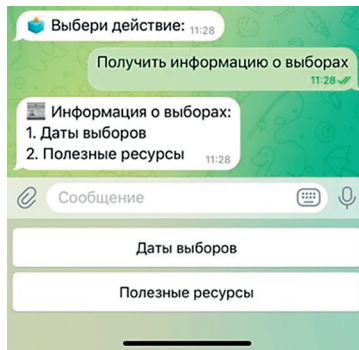 Выбери действие: 11:28
Получить информацию о выборах
11:28
Информация о выборах:
1. Даты выборов
2. Полезные ресурсы 11:28
Сообщение
Даты выборов
Полезные ресурсы